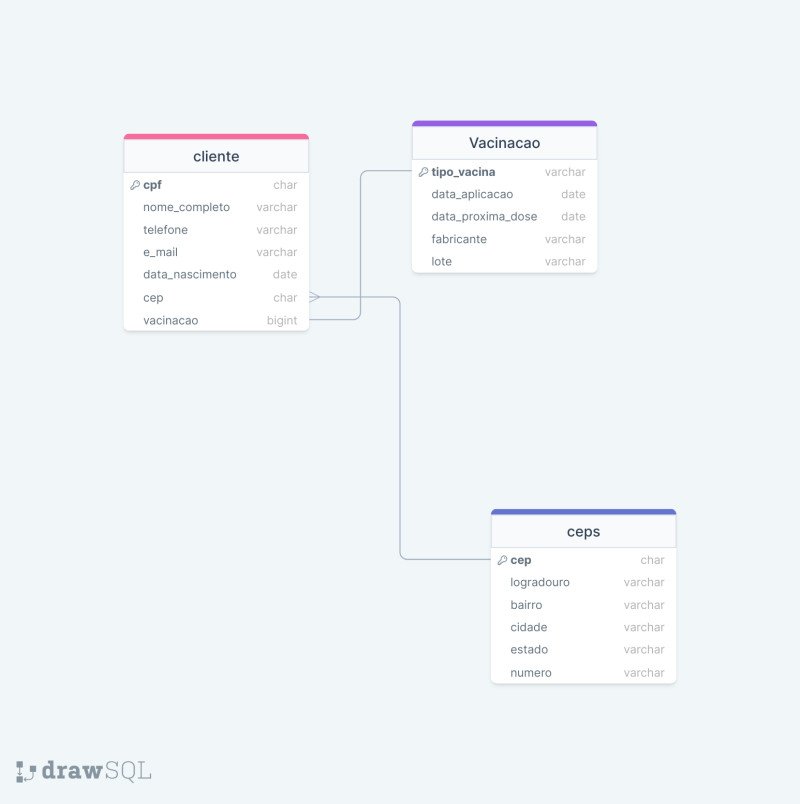 cliente
cpf char
nome_completo varchar
telefone varchar
e_mail varchar
data_nascimento date
cep char
vacinacao bigint
Vacinacao
tipo_vacina varchar
data_aplicacao date
data_proxima_dose date
fabricante varchar
lote varchar
ceps
cep char
logradouro varchar
bairro varchar
cidade varchar
estado varchar
numero varchar
drawSQL